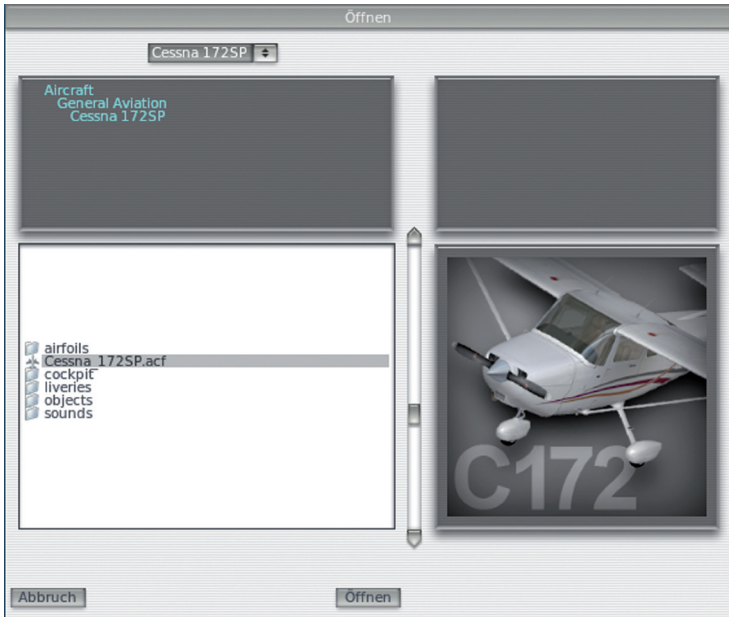 Öffnen
Cessna 172SP
Aircraft
General Aviation
Cessna 172SP
airfoils
Cessna_172SP.acf
cockpit
liveries
objects
sounds
C172
Abbruch
Öffnen